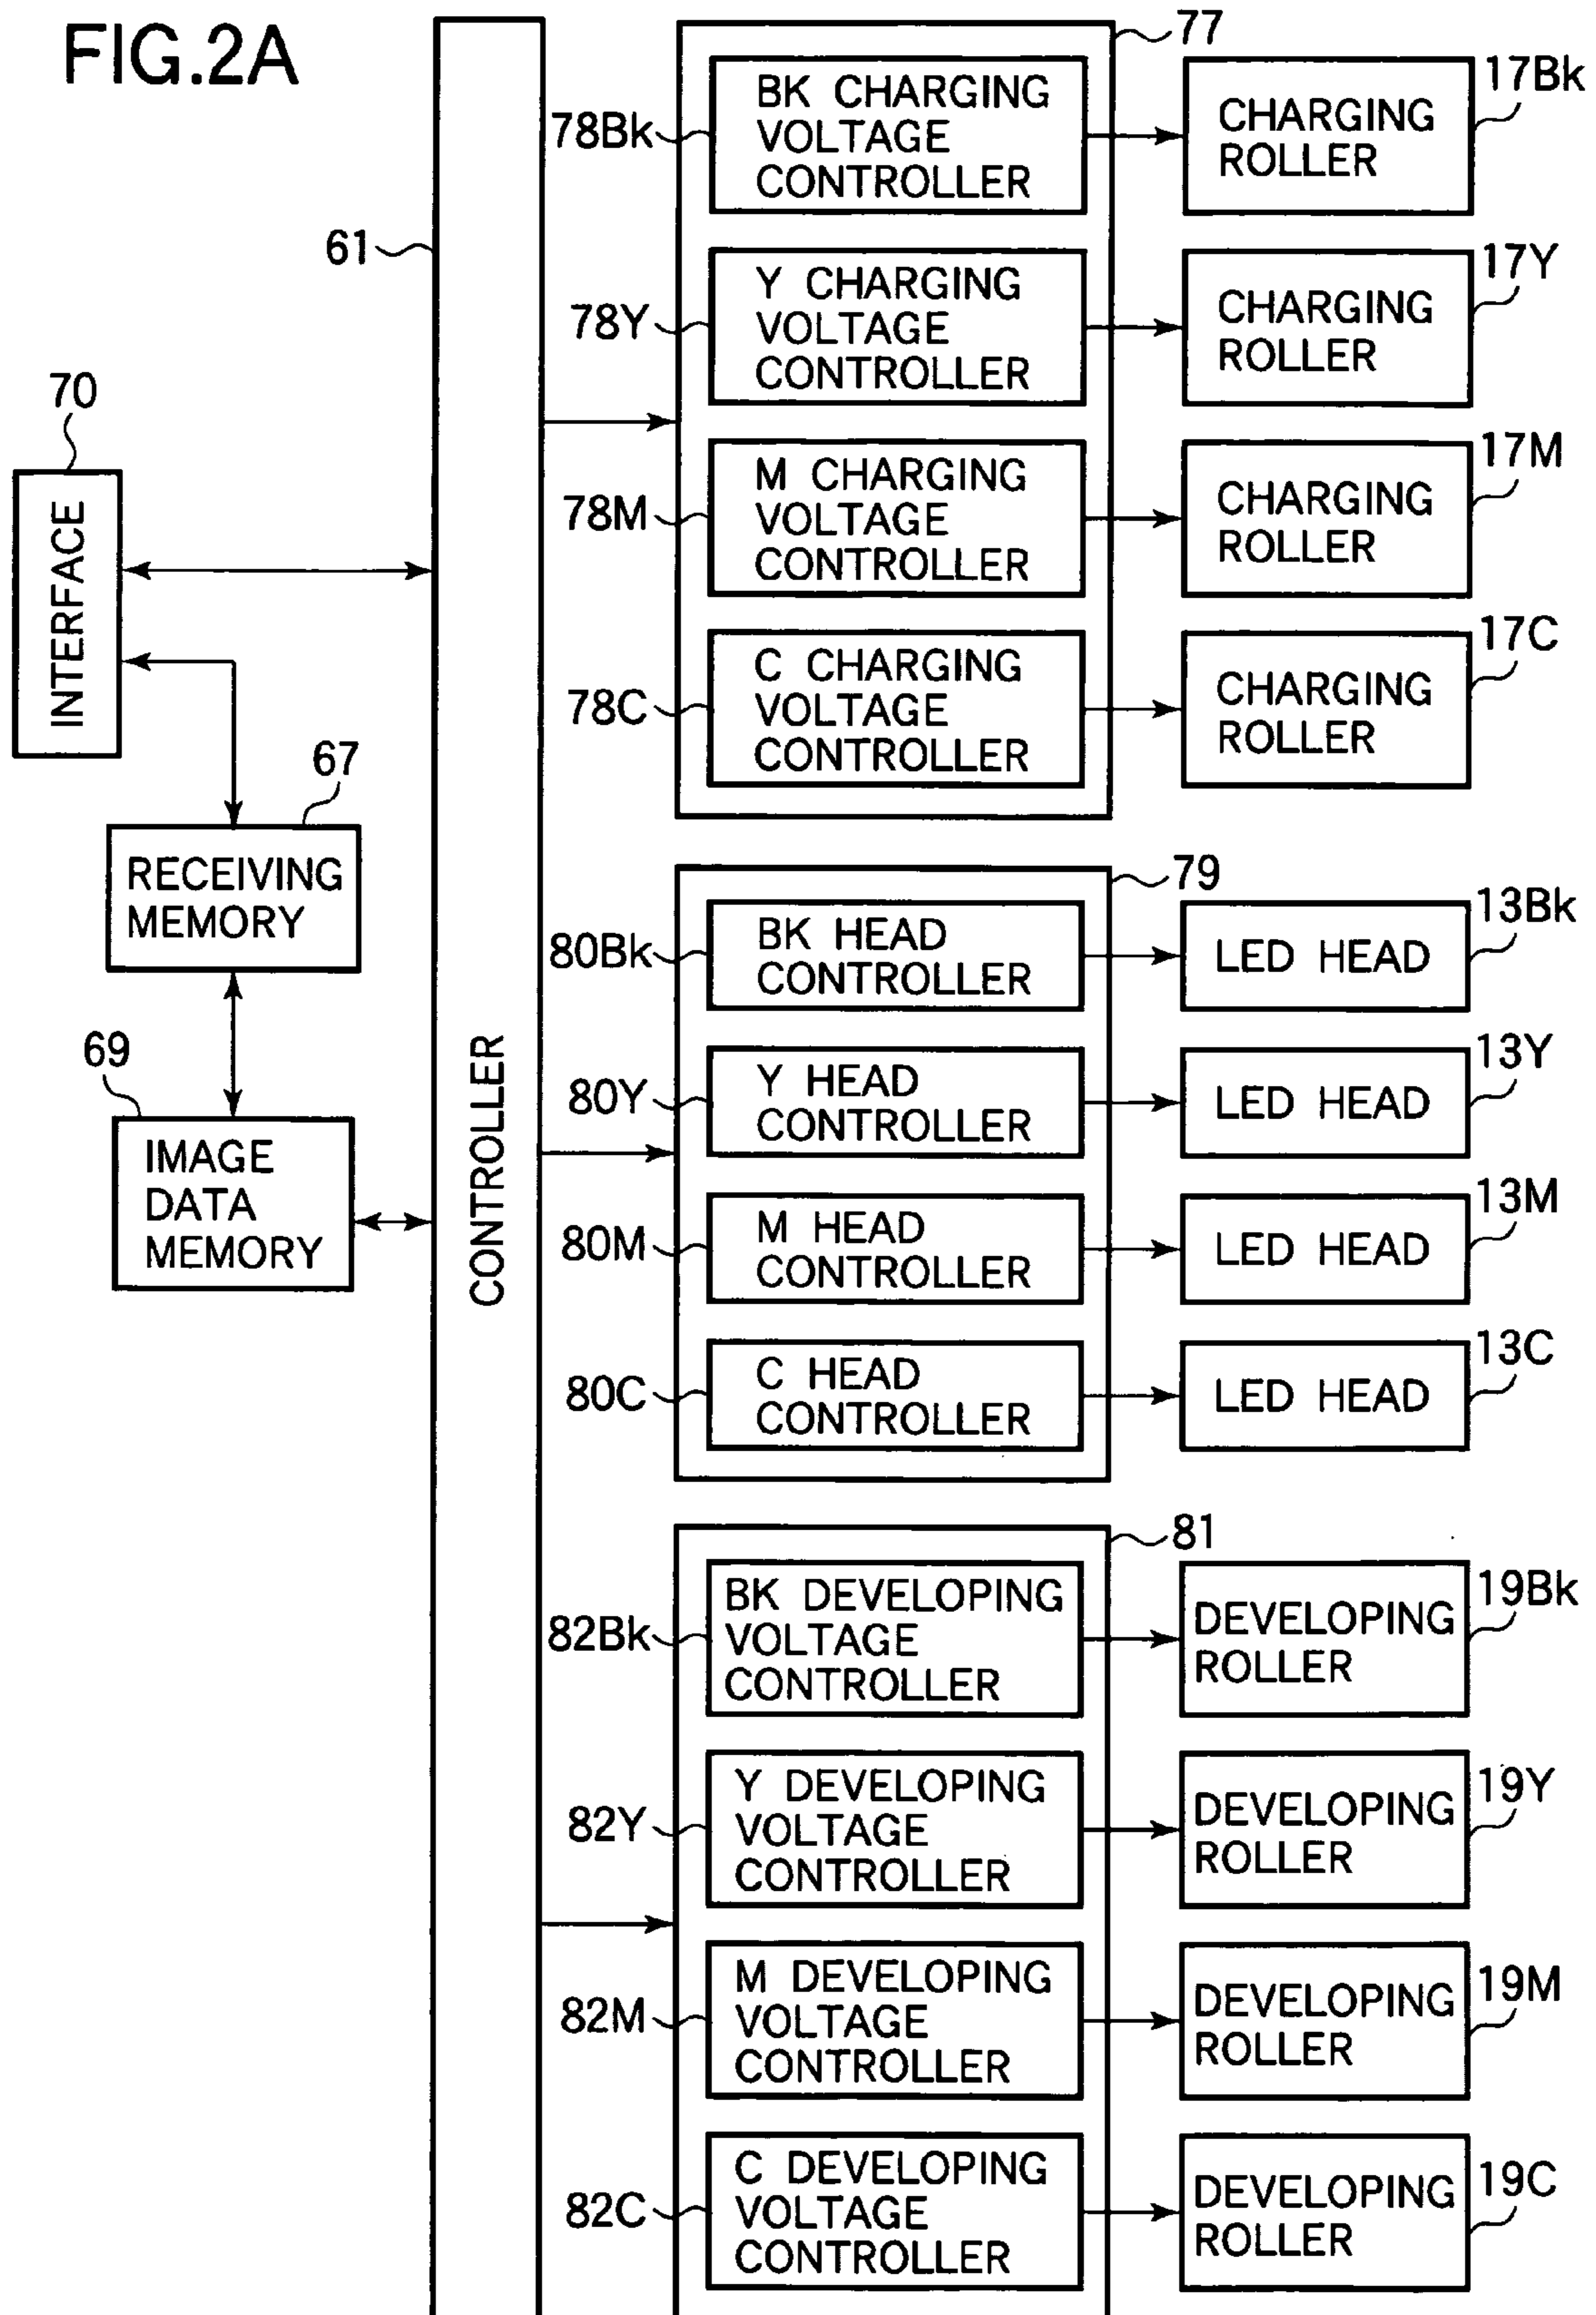 FIG.2A
61
70
INTERFACE
67
RECEIVING
MEMORY
69
IMAGE
DATA
MEMORY
CONTROLLER
77
78Bk
BK CHARGING
VOLTAGE
CONTROLLER
CHARGING
ROLLER
17Bk
78Y
Y CHARGING
VOLTAGE
CONTROLLER
CHARGING
ROLLER
17Y
78M
M CHARGING
VOLTAGE
CONTROLLER
CHARGING
ROLLER
17M
78C
C CHARGING
VOLTAGE
CONTROLLER
CHARGING
ROLLER
17C
79
80Bk
BK HEAD
CONTROLLER
LED HEAD
13Bk
80Y
Y HEAD
CONTROLLER
LED HEAD
13Y
80M
M HEAD
CONTROLLER
LED HEAD
13M
80C
C HEAD
CONTROLLER
LED HEAD
13C
81
82Bk
BK DEVELOPING
VOLTAGE
CONTROLLER
DEVELOPING
ROLLER
19Bk
82Y
Y DEVELOPING
VOLTAGE
CONTROLLER
DEVELOPING
ROLLER
19Y
82M
M DEVELOPING
VOLTAGE
CONTROLLER
DEVELOPING
ROLLER
19M
82C
C DEVELOPING
VOLTAGE
CONTROLLER
DEVELOPING
ROLLER
19C